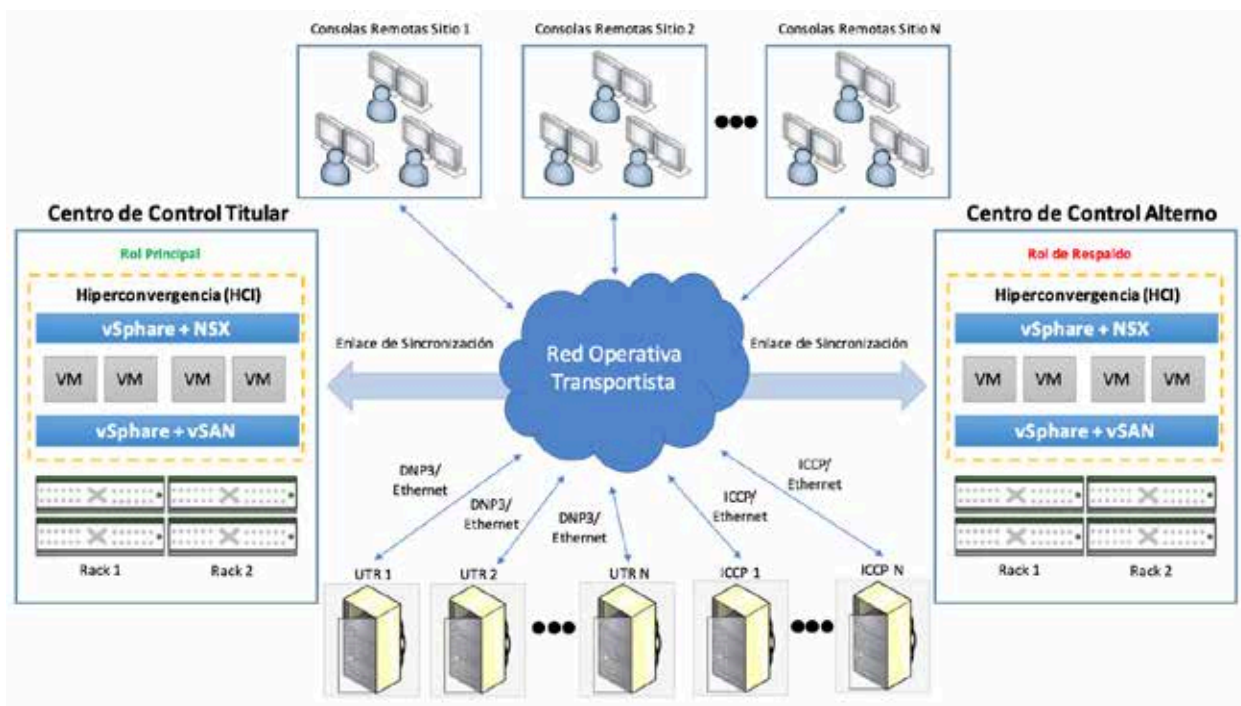 Consolas Remotas Sitio 1
Consolas Remotas Sitio 2
Consolas Remotas Sitio N
Centro de Control Titular
Rol Principal
Hiperconvergencia (HCI)
vSphare + NSX
VM
VM
VM
VM
vSphare + vSAN
Rack 1
Rack 2
Enlace de Sincronización
Red Operativa
Transportista
Enlace de Sincronización
Centro de Control Alterno
Rol de Respaldo
Hiperconvergencia (HCI)
vSphare + NSX
VM
VM
VM
VM
vSphare + vSAN
Rack 1
Rack 2
DNP3/
Ethernet
DNP3/
Ethernet
DNP3/
Ethernet
ICCP/
Ethernet
ICCP/
Ethernet
UTR 1
UTR 2
UTR N
ICCP 1
ICCP N